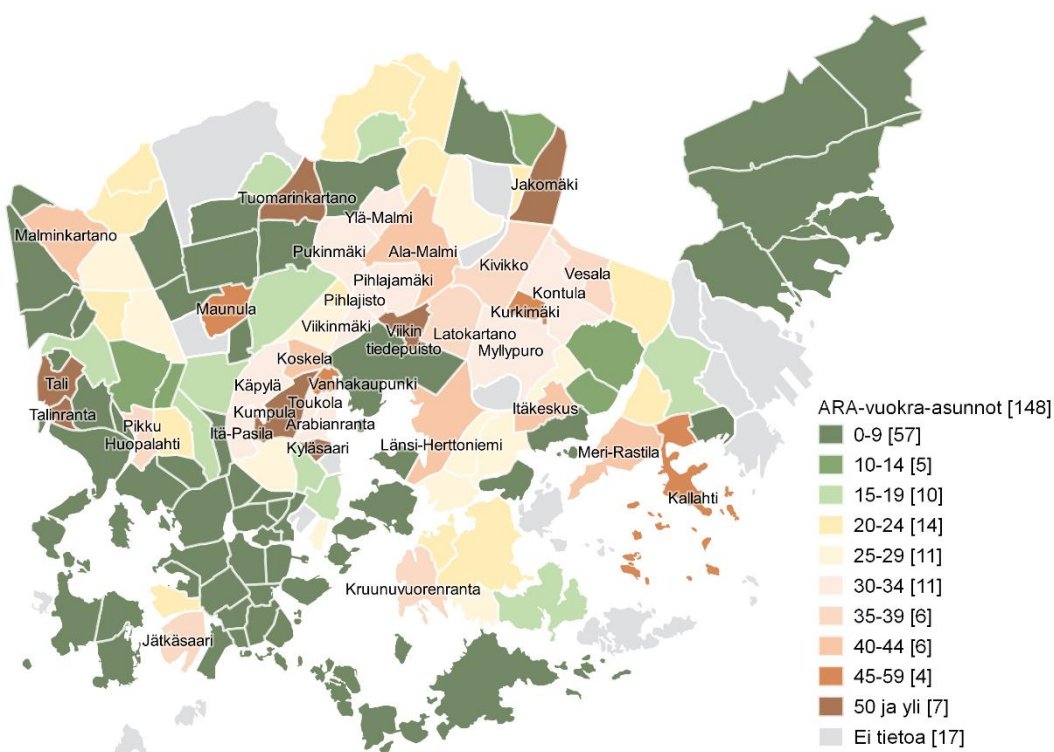 Jakomäki
Tuomarinkartano
Ylä-Malmi
Malminkartano
Pukinmäki
Ala-Malmi
Kivikko
Vesala
Pihlajamäki
Kontula
Maunula
Pihlajisto
Kurkimäki
Viikinmäki
Viikin
tiedepuisto
Latokartano
Myllypuro
Koskela
Tali
Käpylä
Vanhakaupunki
Toukola
Talinranta
Pikku
Huopalahti
Kumpula
Arabianranta
Itäkeskus
Itä-Pasila
Kyläsaari
Länsi-Herttoniemi
Meri-Rastila
Kallahti
Kruunuvuorenranta
Jätkäsaari
ARA-vuokra-asunnot [148]
0-9 [57]
10-14 [5]
15-19 [10]
20-24 [14]
25-29 [11]
30-34 [11]
35-39 [6]
40-44 [6]
45-59 [4]
50 ja yli [7]
Ei tietoa [17]